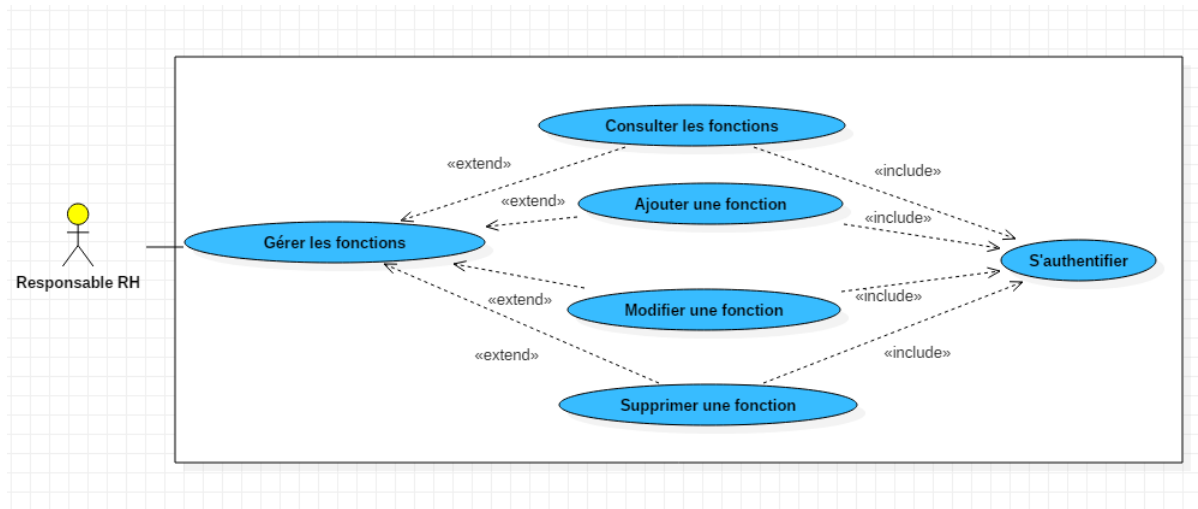 Consulter les fonctions
«extend»
«include»
Ajouter une fonction
«extend»
«include»
Gérer les fonctions
S'authentifier
Responsable RH
Modifier une fonction
«extend»
«include»
«extend»
«include»
Supprimer une fonction